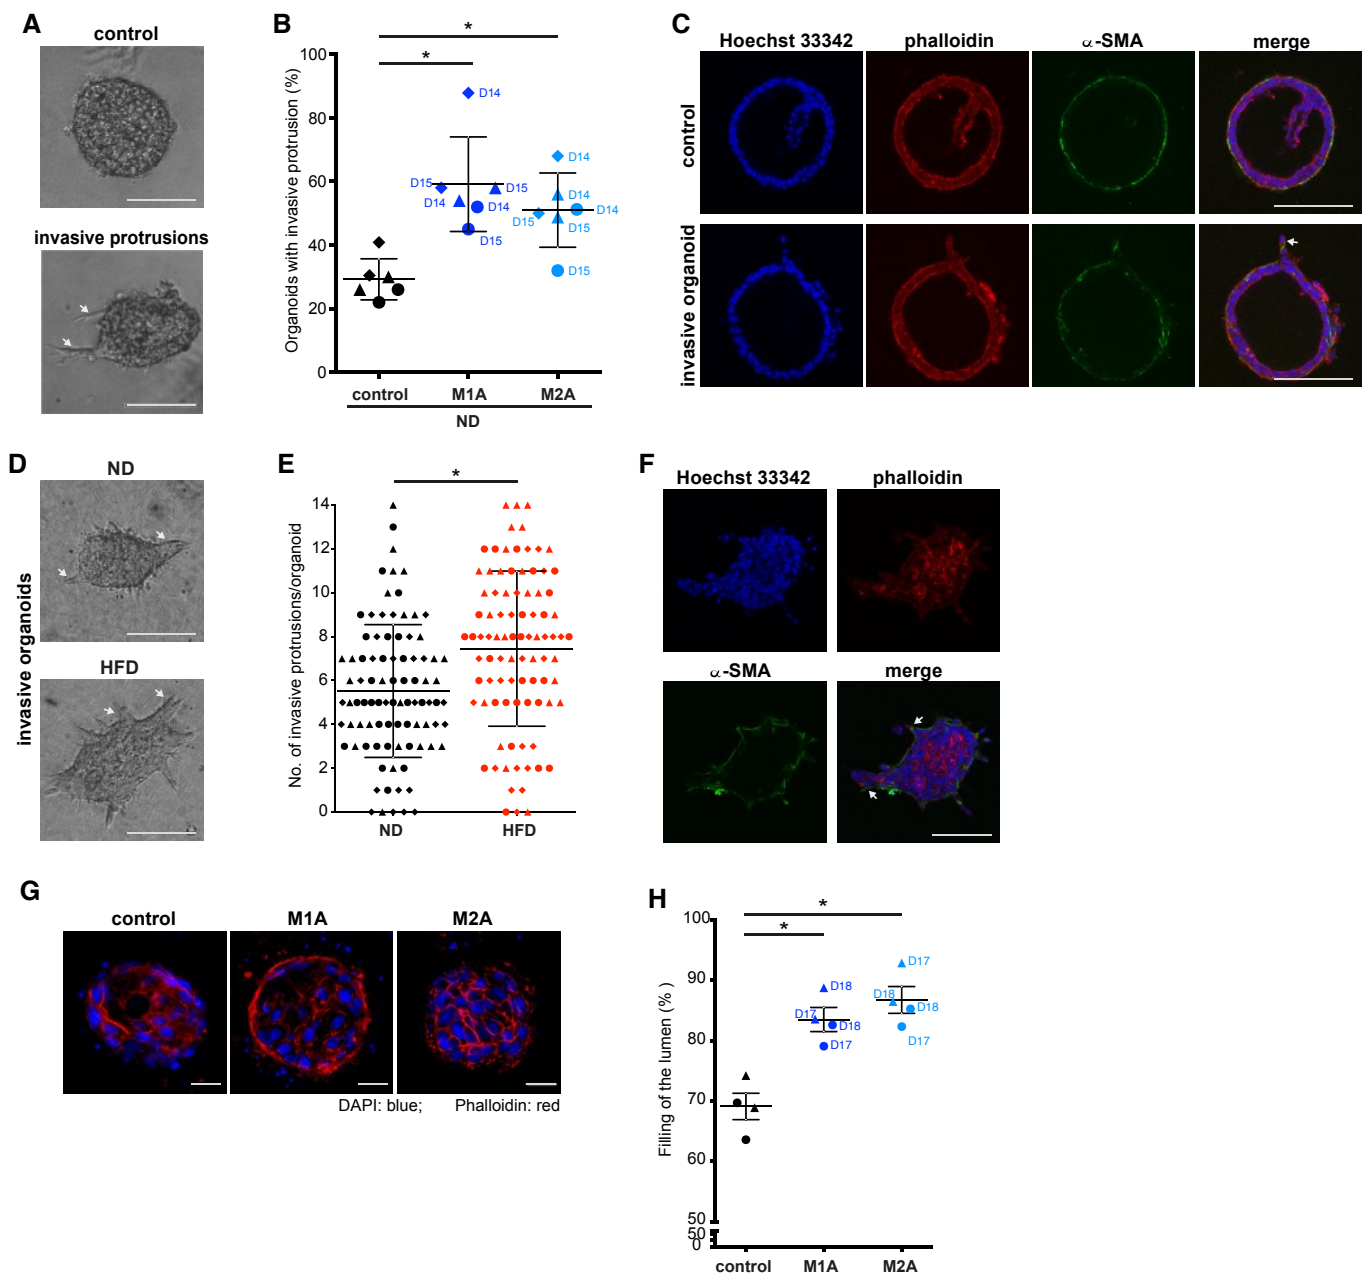 A
control
invasive protrusions
B
*
*
Organoids with invasive protrusion (%)
100
80
60
40
20
0
D14
D15
D15
D14
D14
D15
D14
D14
D14
D15
D15
D15
control M1A M2A
ND
C
Hoechst 33342 phalloidin α-SMA merge
control
invasive organoid
D
ND
HFD
invasive organoids
E
*
No. of invasive protrusions/organoid
14
12
10
8
6
4
2
0
ND HFD
F
Hoechst 33342 phalloidin
α-SMA merge
G
control M1A M2A
DAPI: blue; Phalloidin: red
H
*
*
Filling of the lumen (% )
100
90
80
70
60
50
50
0
D18
D17
D18
D17
D17
D18
D18
D17
control M1A M2A